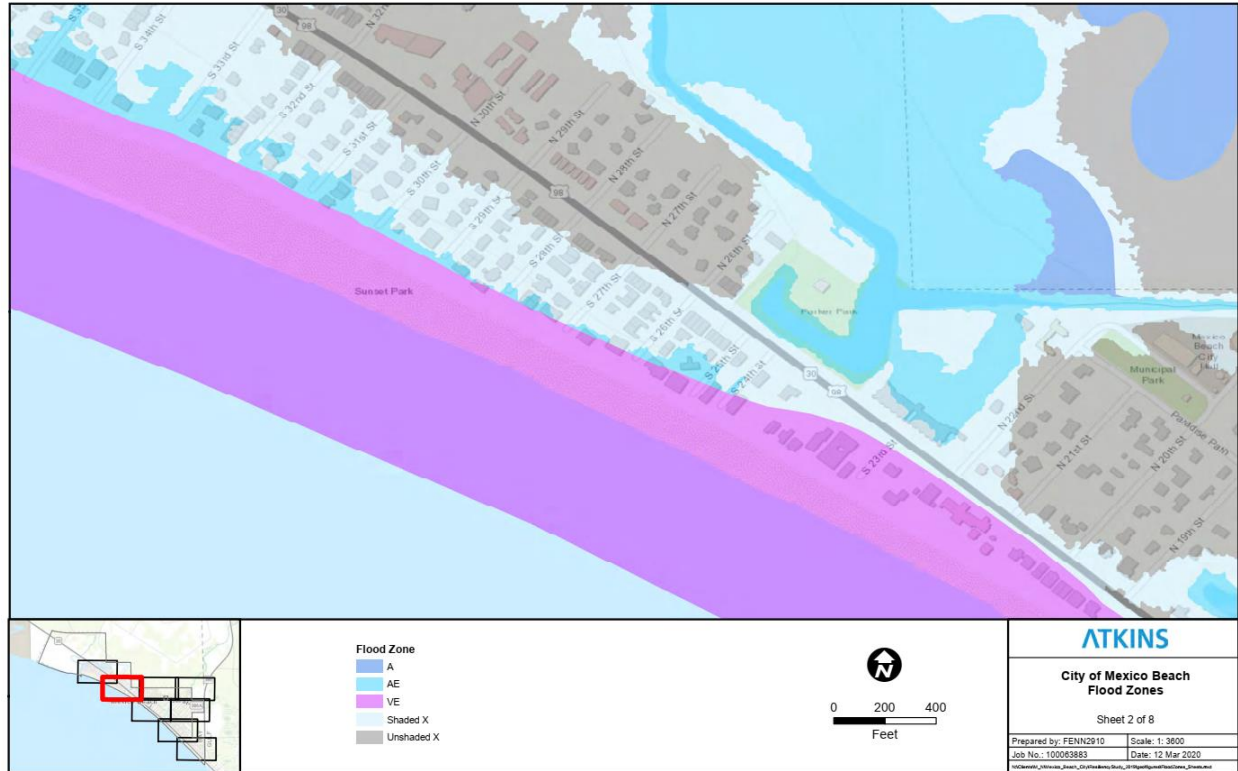 30
98
N 32nd
S 34th St
S 33rd St
S 32nd St
S 31st St
S 30th St
S 29th St
S 28th St
S 27th St
S 26th St
S 25th St
S 24th St
S 23rd St
N 30th St
N 29th St
N 28th St
N 27th St
N 26th St
98
Sunset Park
30
98
Mexico
Beach
City
Hall
Municipal
Park
Paradise Path
N 22nd St
N 21st St
N 20th St
N 19th St
Flood Zone
A
AE
VE
Shaded X
Unshaded X
N
0 200 400
Feet
ATKINS
City of Mexico Beach
Flood Zones
Sheet 2 of 8
Prepared by: FENN2910 Scale: 1: 3600
Job No.: 100063883 Date: 12 Mar 2020